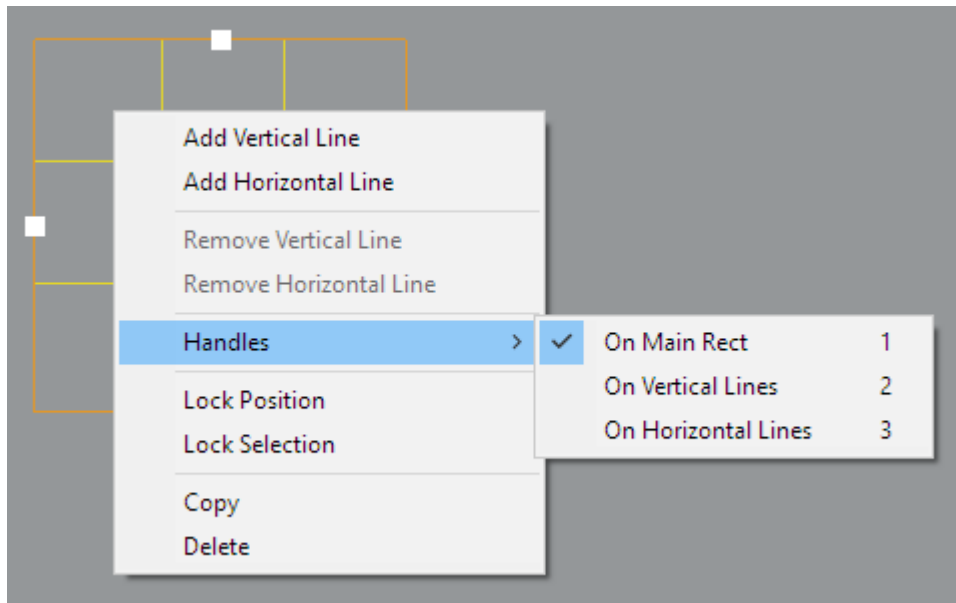 Add Vertical Line
Add Horizontal Line
Remove Vertical Line
Remove Horizontal Line
Handles
On Main Rect 1
On Vertical Lines 2
On Horizontal Lines 3
Lock Position
Lock Selection
Copy
Delete